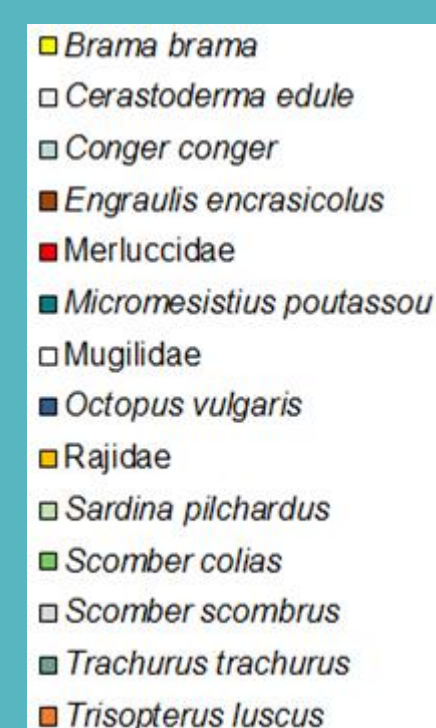 Brama brama
Cerastoderma edule
Conger conger
Engraulis encrasicolus
Merluccidae
Micromesistius poutassou
Mugilidae
Octopus vulgaris
Rajidae
Sardina pilchardus
Scomber colias
Scomber scombrus
Trachurus trachurus
Trisopterus luscus